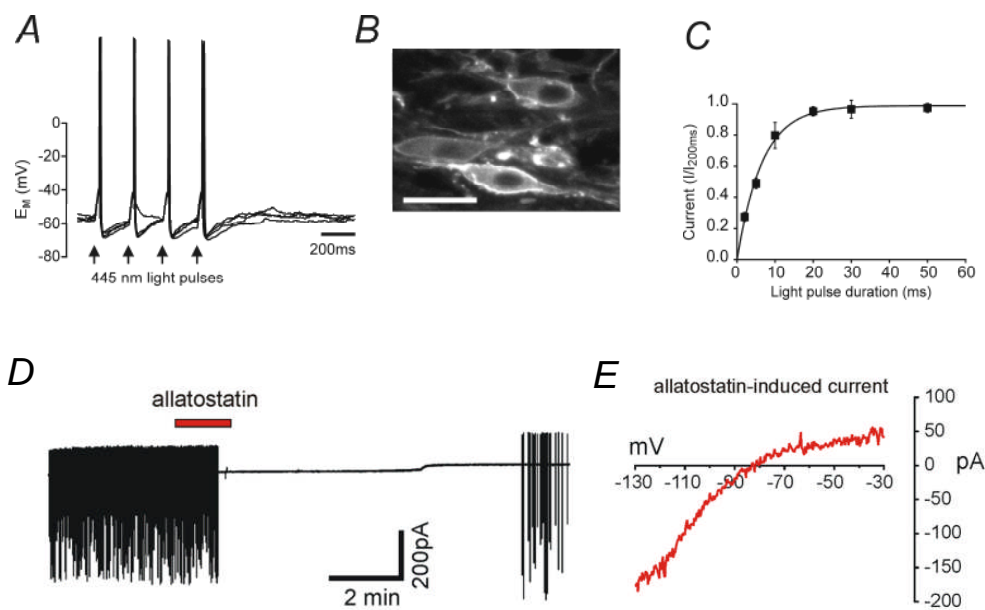 A
0
-20
-40
-60
-80
E_M (mV)
200ms
445 nm light pulses
B
C
1.0
0.8
0.6
0.4
0.2
0.0
Current (I/I_200ms)
0 10 20 30 40 50 60
Light pulse duration (ms)
D
allatostatin
200pA
2 min
E
allatostatin-induced current
mV
pA
100
50
0
-50
-100
-150
-200
-130 -110 -90 -70 -50 -30